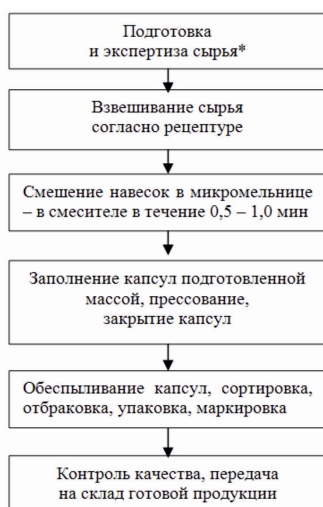 Подготовка
и экспертиза сырья*
Взвешивание сырья
согласно рецептуре
Смешение навесок в микромельнице
– в смесителе в течение 0,5 – 1,0 мин
Заполнение капсул подготовленной
массой, прессование,
закрытие капсул
Обеспыливание капсул, сортировка,
отбраковка, упаковка, маркировка
Контроль качества, передача
на склад готовой продукции